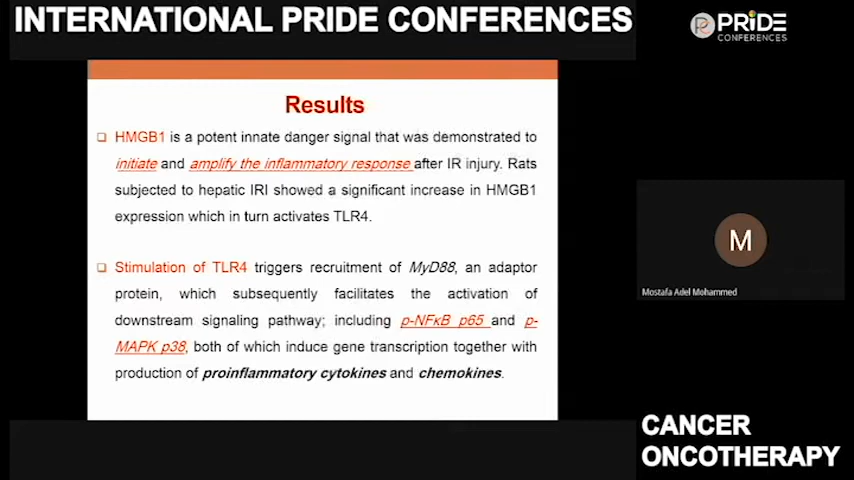 INTERNATIONAL PRIDE CONFERENCES
PRIDE
CONFERENCES
Results
HMGB1 is a potent innate danger signal that was demonstrated to
initiate and amplify the inflammatory response after IR injury. Rats
subjected to hepatic IRI showed a significant increase in HMGB1
expression which in turn activates TLR4.
Stimulation of TLR4 triggers recruitment of MyD88, an adaptor
protein, which subsequently facilitates the activation of
downstream signaling pathway; including p-NFκB p65 and p-
MAPK p38, both of which induce gene transcription together with
production of proinflammatory cytokines and chemokines.
M
Mostafa Adel Mohammed
CANCER
ONCOTHERAPY